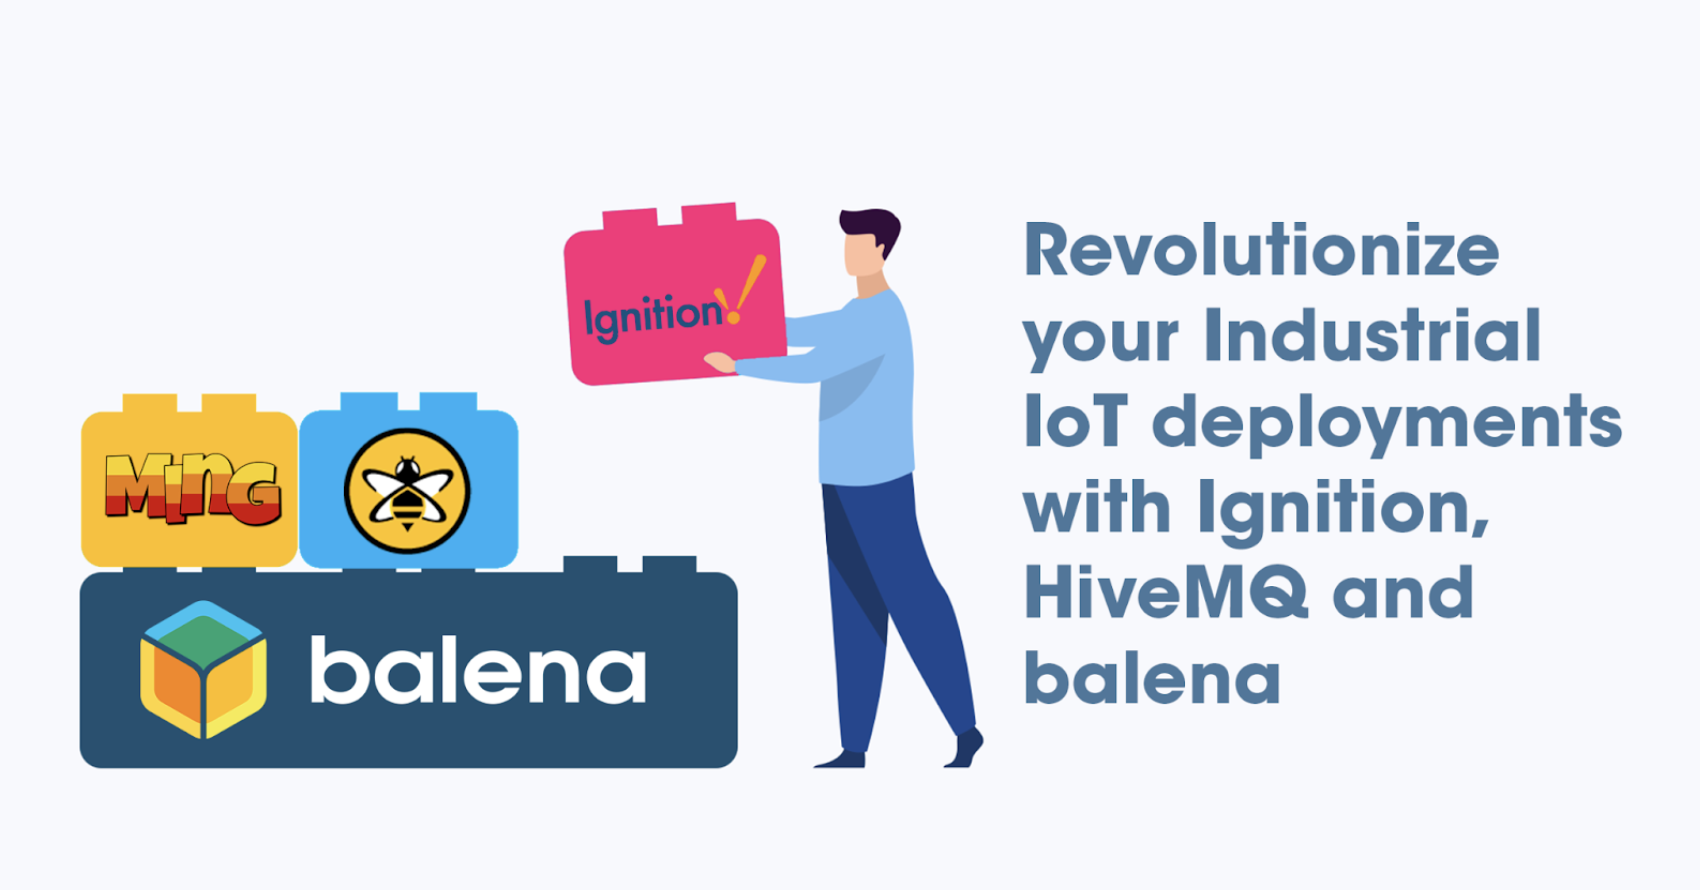 Ignition!
MING
balena
Revolutionize
your Industrial
IoT deployments
with Ignition,
HiveMQ and
balena